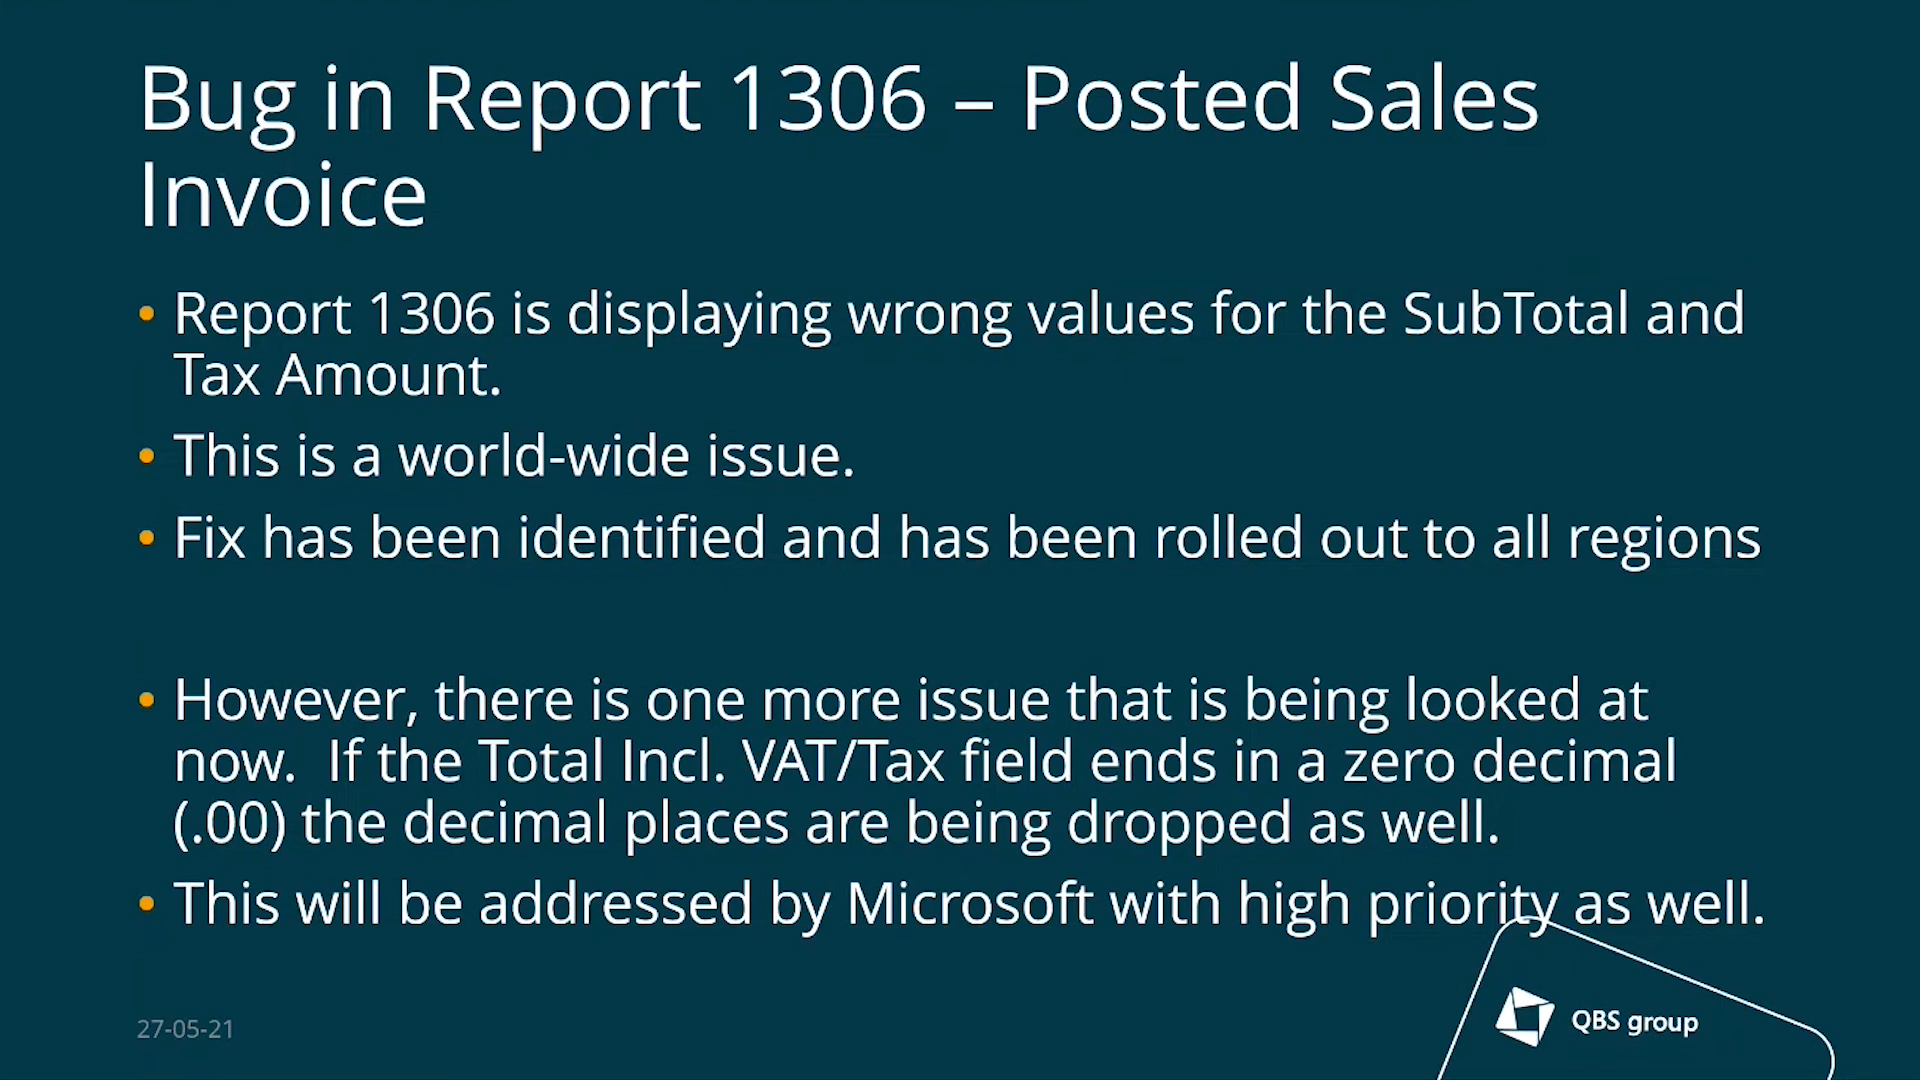 Bug in Report 1306 – Posted Sales
Invoice
• Report 1306 is displaying wrong values for the SubTotal and
Tax Amount.
• This is a world-wide issue.
• Fix has been identified and has been rolled out to all regions
• However, there is one more issue that is being looked at
now.  If the Total Incl. VAT/Tax field ends in a zero decimal
(.00) the decimal places are being dropped as well.
• This will be addressed by Microsoft with high priority as well.
27-05-21
QBS group